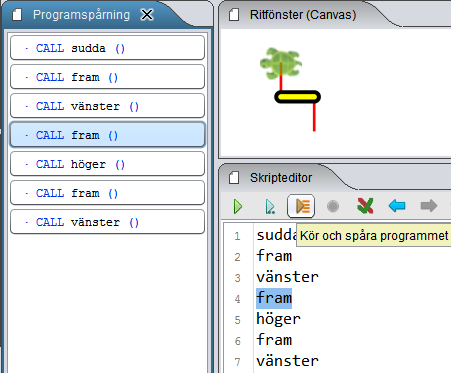 Programspårning
· CALL sudda ()
· CALL fram ()
· CALL vänster ()
· CALL fram ()
· CALL höger ()
· CALL fram ()
· CALL vänster ()
Ritfönster (Canvas)
Skripteditor
Kör och spåra programmet
1 sudda
2 fram
3 vänster
4 fram
5 höger
6 fram
7 vänster